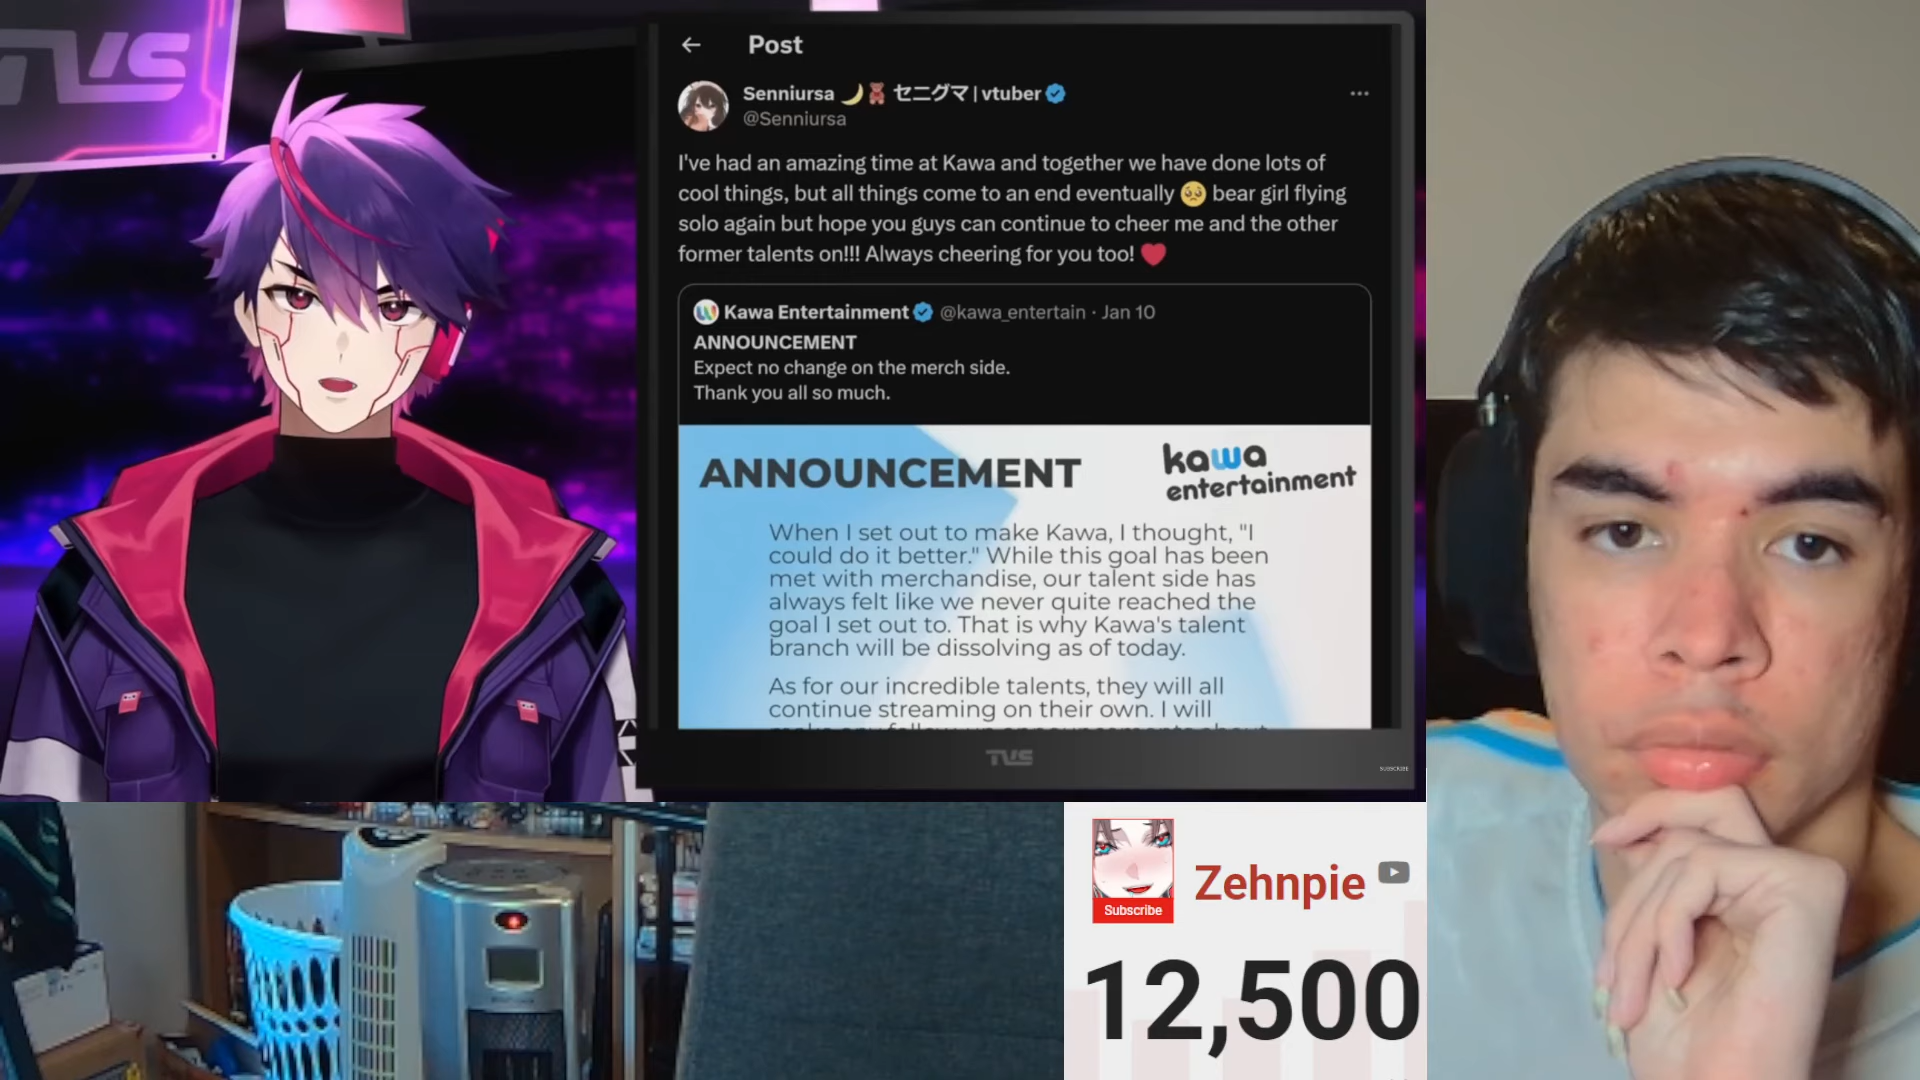 TVS
Post
Senniursa 🌙🧸 セニグマ | vtuber
@Senniursa
I've had an amazing time at Kawa and together we have done lots of
cool things, but all things come to an end eventually 🥺 bear girl flying
solo again but hope you guys can continue to cheer me and the other
former talents on!!! Always cheering for you too! ❤️
Kawa Entertainment @kawa_entertain · Jan 10
ANNOUNCEMENT
Expect no change on the merch side.
Thank you all so much.
ANNOUNCEMENT
kawa
entertainment
When I set out to make Kawa, I thought, "I
could do it better." While this goal has been
met with merchandise, our talent side has
always felt like we never quite reached the
goal I set out to. That is why Kawa's talent
branch will be dissolving as of today.
As for our incredible talents, they will all
continue streaming on their own. I will
TVS
SUBSCRIBE
Subscribe
Zehnpie
12,500